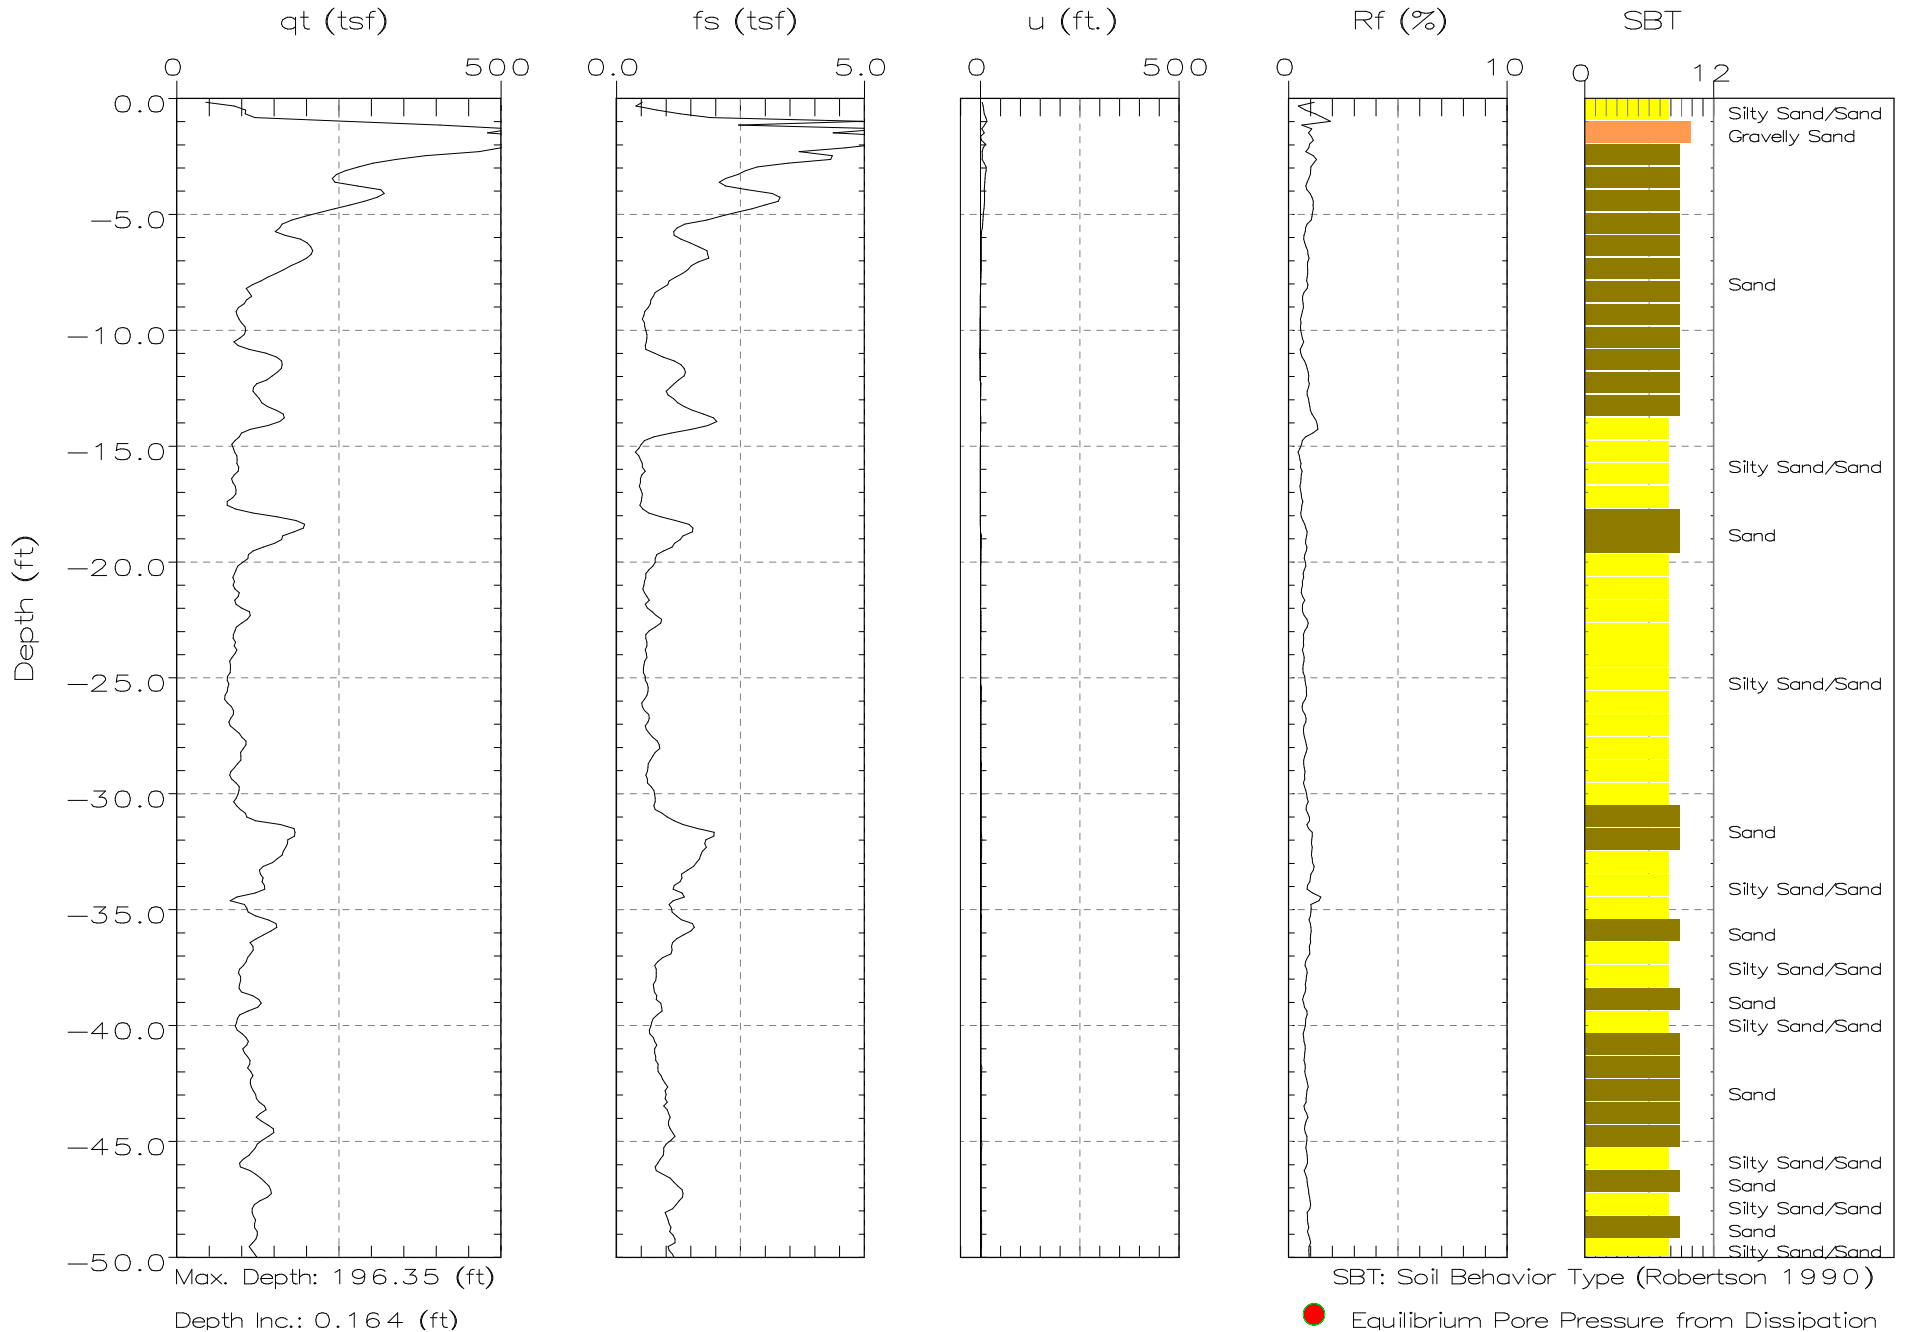 qt (tsf) fs (tsf) u (ft.) Rf (%) SBT
0 500 0.0 5.0 0 500 0 10 0 12
0.0
-5.0
-10.0
-15.0
-20.0
-25.0
-30.0
-35.0
-40.0
-45.0
-50.0
Depth (ft)
Silty Sand/Sand
Gravelly Sand
Sand
Silty Sand/Sand
Sand
Silty Sand/Sand
Sand
Silty Sand/Sand
Sand
Silty Sand/Sand
Sand
Silty Sand/Sand
Sand
Silty Sand/Sand
Sand
Silty Sand/Sand
Sand
Silty Sand/Sand
Max. Depth: 196.35 (ft)
Depth Inc.: 0.164 (ft)
SBT: Soil Behavior Type (Robertson 1990)
Equilibrium Pore Pressure from Dissipation